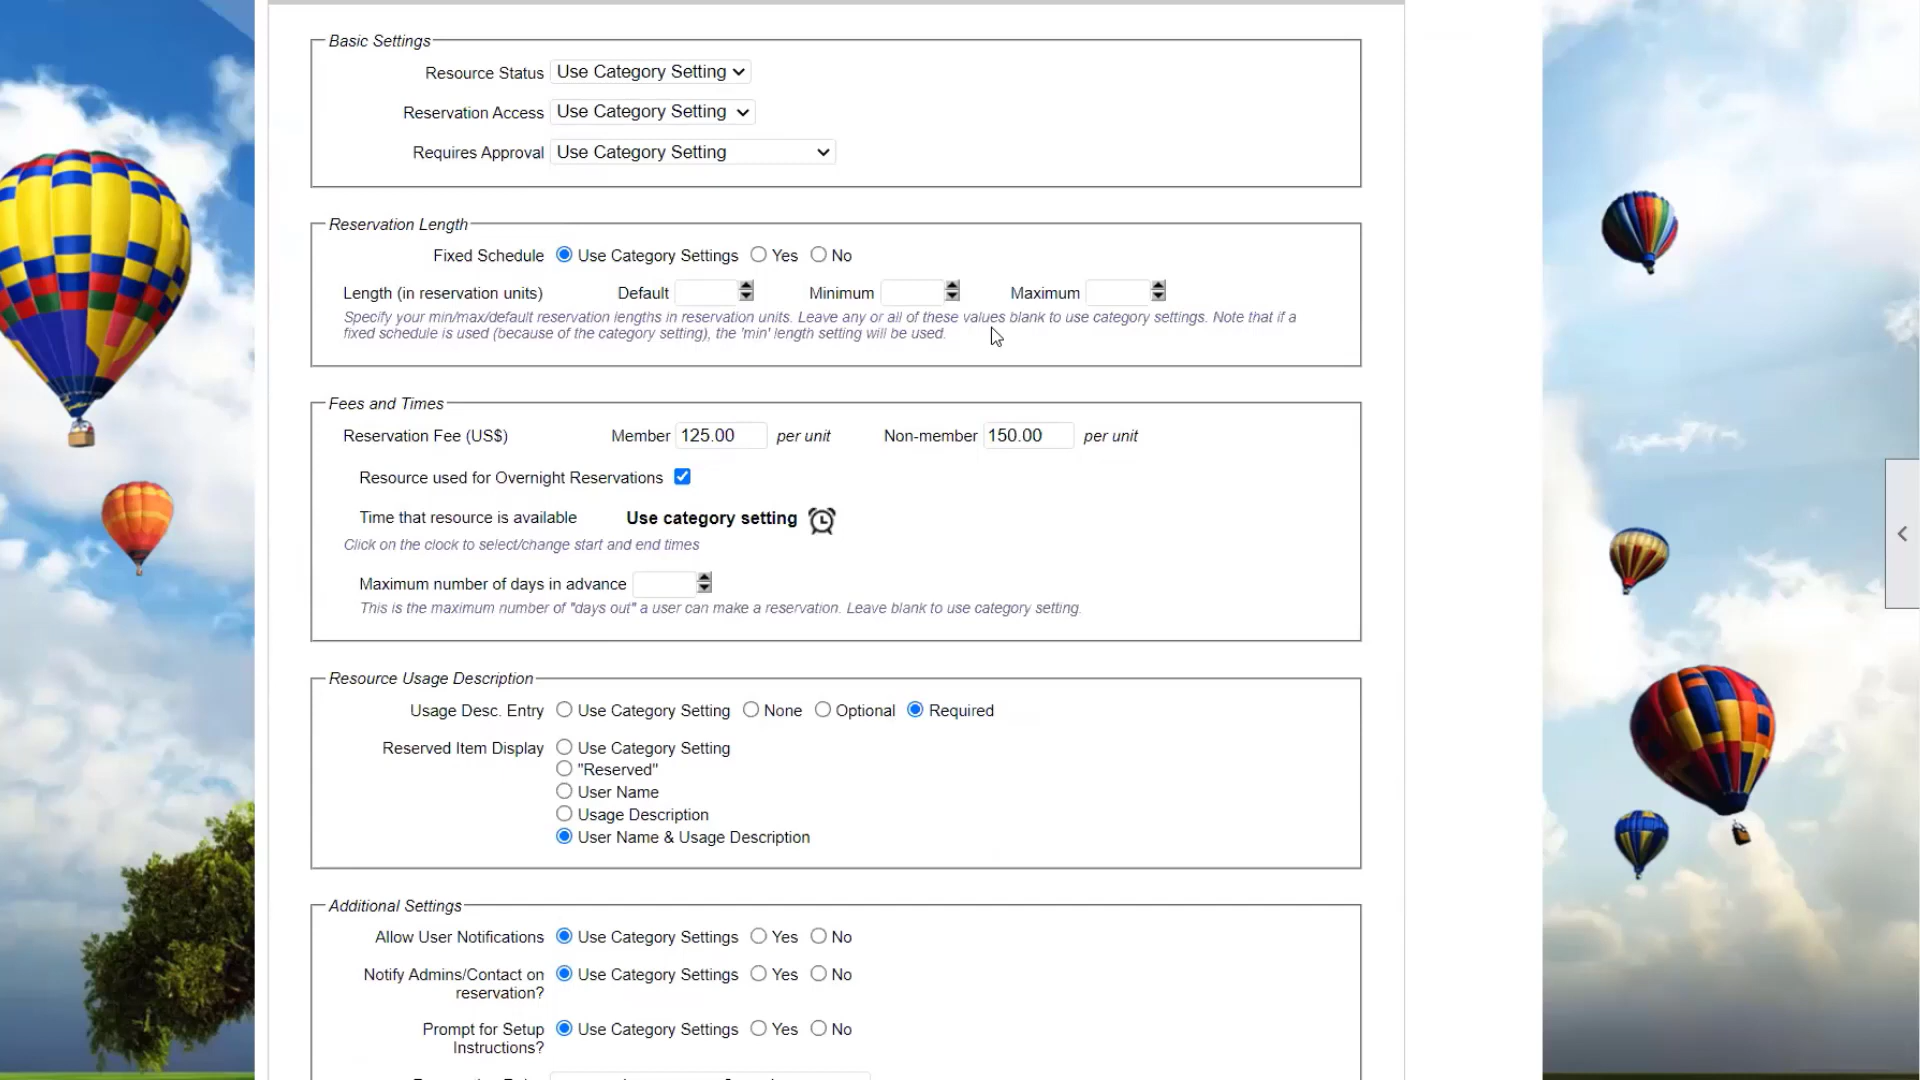 Basic Settings
Resource Status Use Category Setting
Reservation Access Use Category Setting
Requires Approval Use Category Setting
Reservation Length
Fixed Schedule Use Category Settings Yes No
Length (in reservation units) Default Minimum Maximum
Specify your min/max/default reservation lengths in reservation units. Leave any or all of these values blank to use category settings. Note that if a
fixed schedule is used (because of the category setting), the 'min' length setting will be used.
Fees and Times
Reservation Fee (US$) Member 125.00 per unit Non-member 150.00 per unit
Resource used for Overnight Reservations
Time that resource is available Use category setting
Click on the clock to select/change start and end times
Maximum number of days in advance
This is the maximum number of "days out" a user can make a reservation. Leave blank to use category setting.
Resource Usage Description
Usage Desc. Entry Use Category Setting None Optional Required
Reserved Item Display Use Category Setting
"Reserved"
User Name
Usage Description
User Name & Usage Description
Additional Settings
Allow User Notifications Use Category Settings Yes No
Notify Admins/Contact on Use Category Settings Yes No
reservation?
Prompt for Setup Use Category Settings Yes No
Instructions?